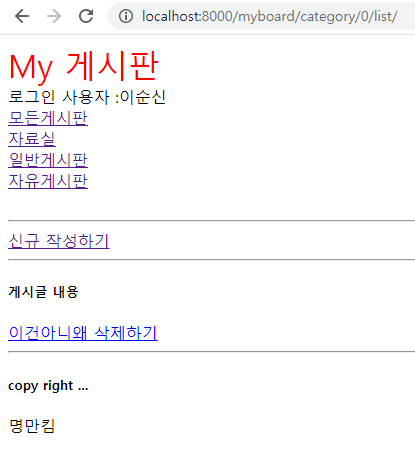 localhost:8000/myboard/category/0/list/
My 게시판
로그인 사용자 :이순신
모든게시판
자료실
일반게시판
자유게시판
신규 작성하기
게시글 내용
이건아니왜 삭제하기
copy right ...
명만킴